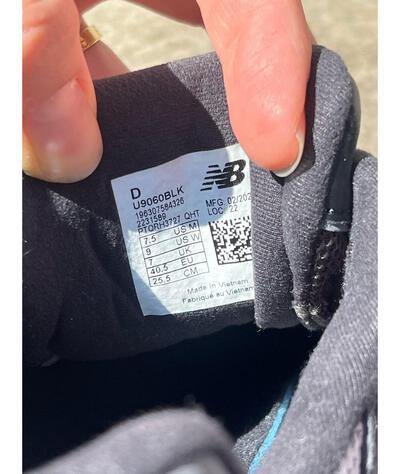 D
U9060BLK
196307584326
2231589
PTQRH3727 QHT
7.5 US M
9 US W
7 UK
40.5 EU
25.5 CM
NB
MFG 02/202
LOC 22
Made in Vietnam
Fabriqué au Vietnam